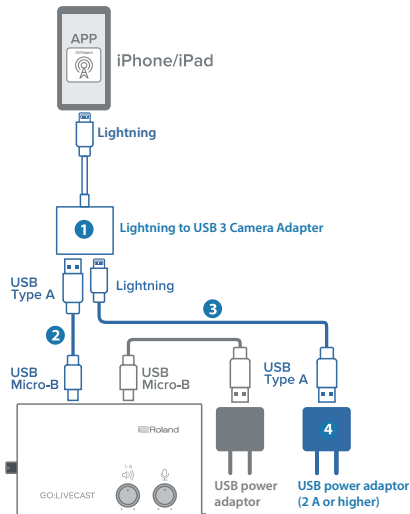 APP
Roland
iPhone/iPad
Lightning
1
Lightning to USB 3 Camera Adapter
USB
Type A
Lightning
2
3
USB
Micro-B
USB
Micro-B
USB
Type A
Roland
4
GO:LIVECAST
USB power
adaptor
USB power adaptor
(2 A or higher)